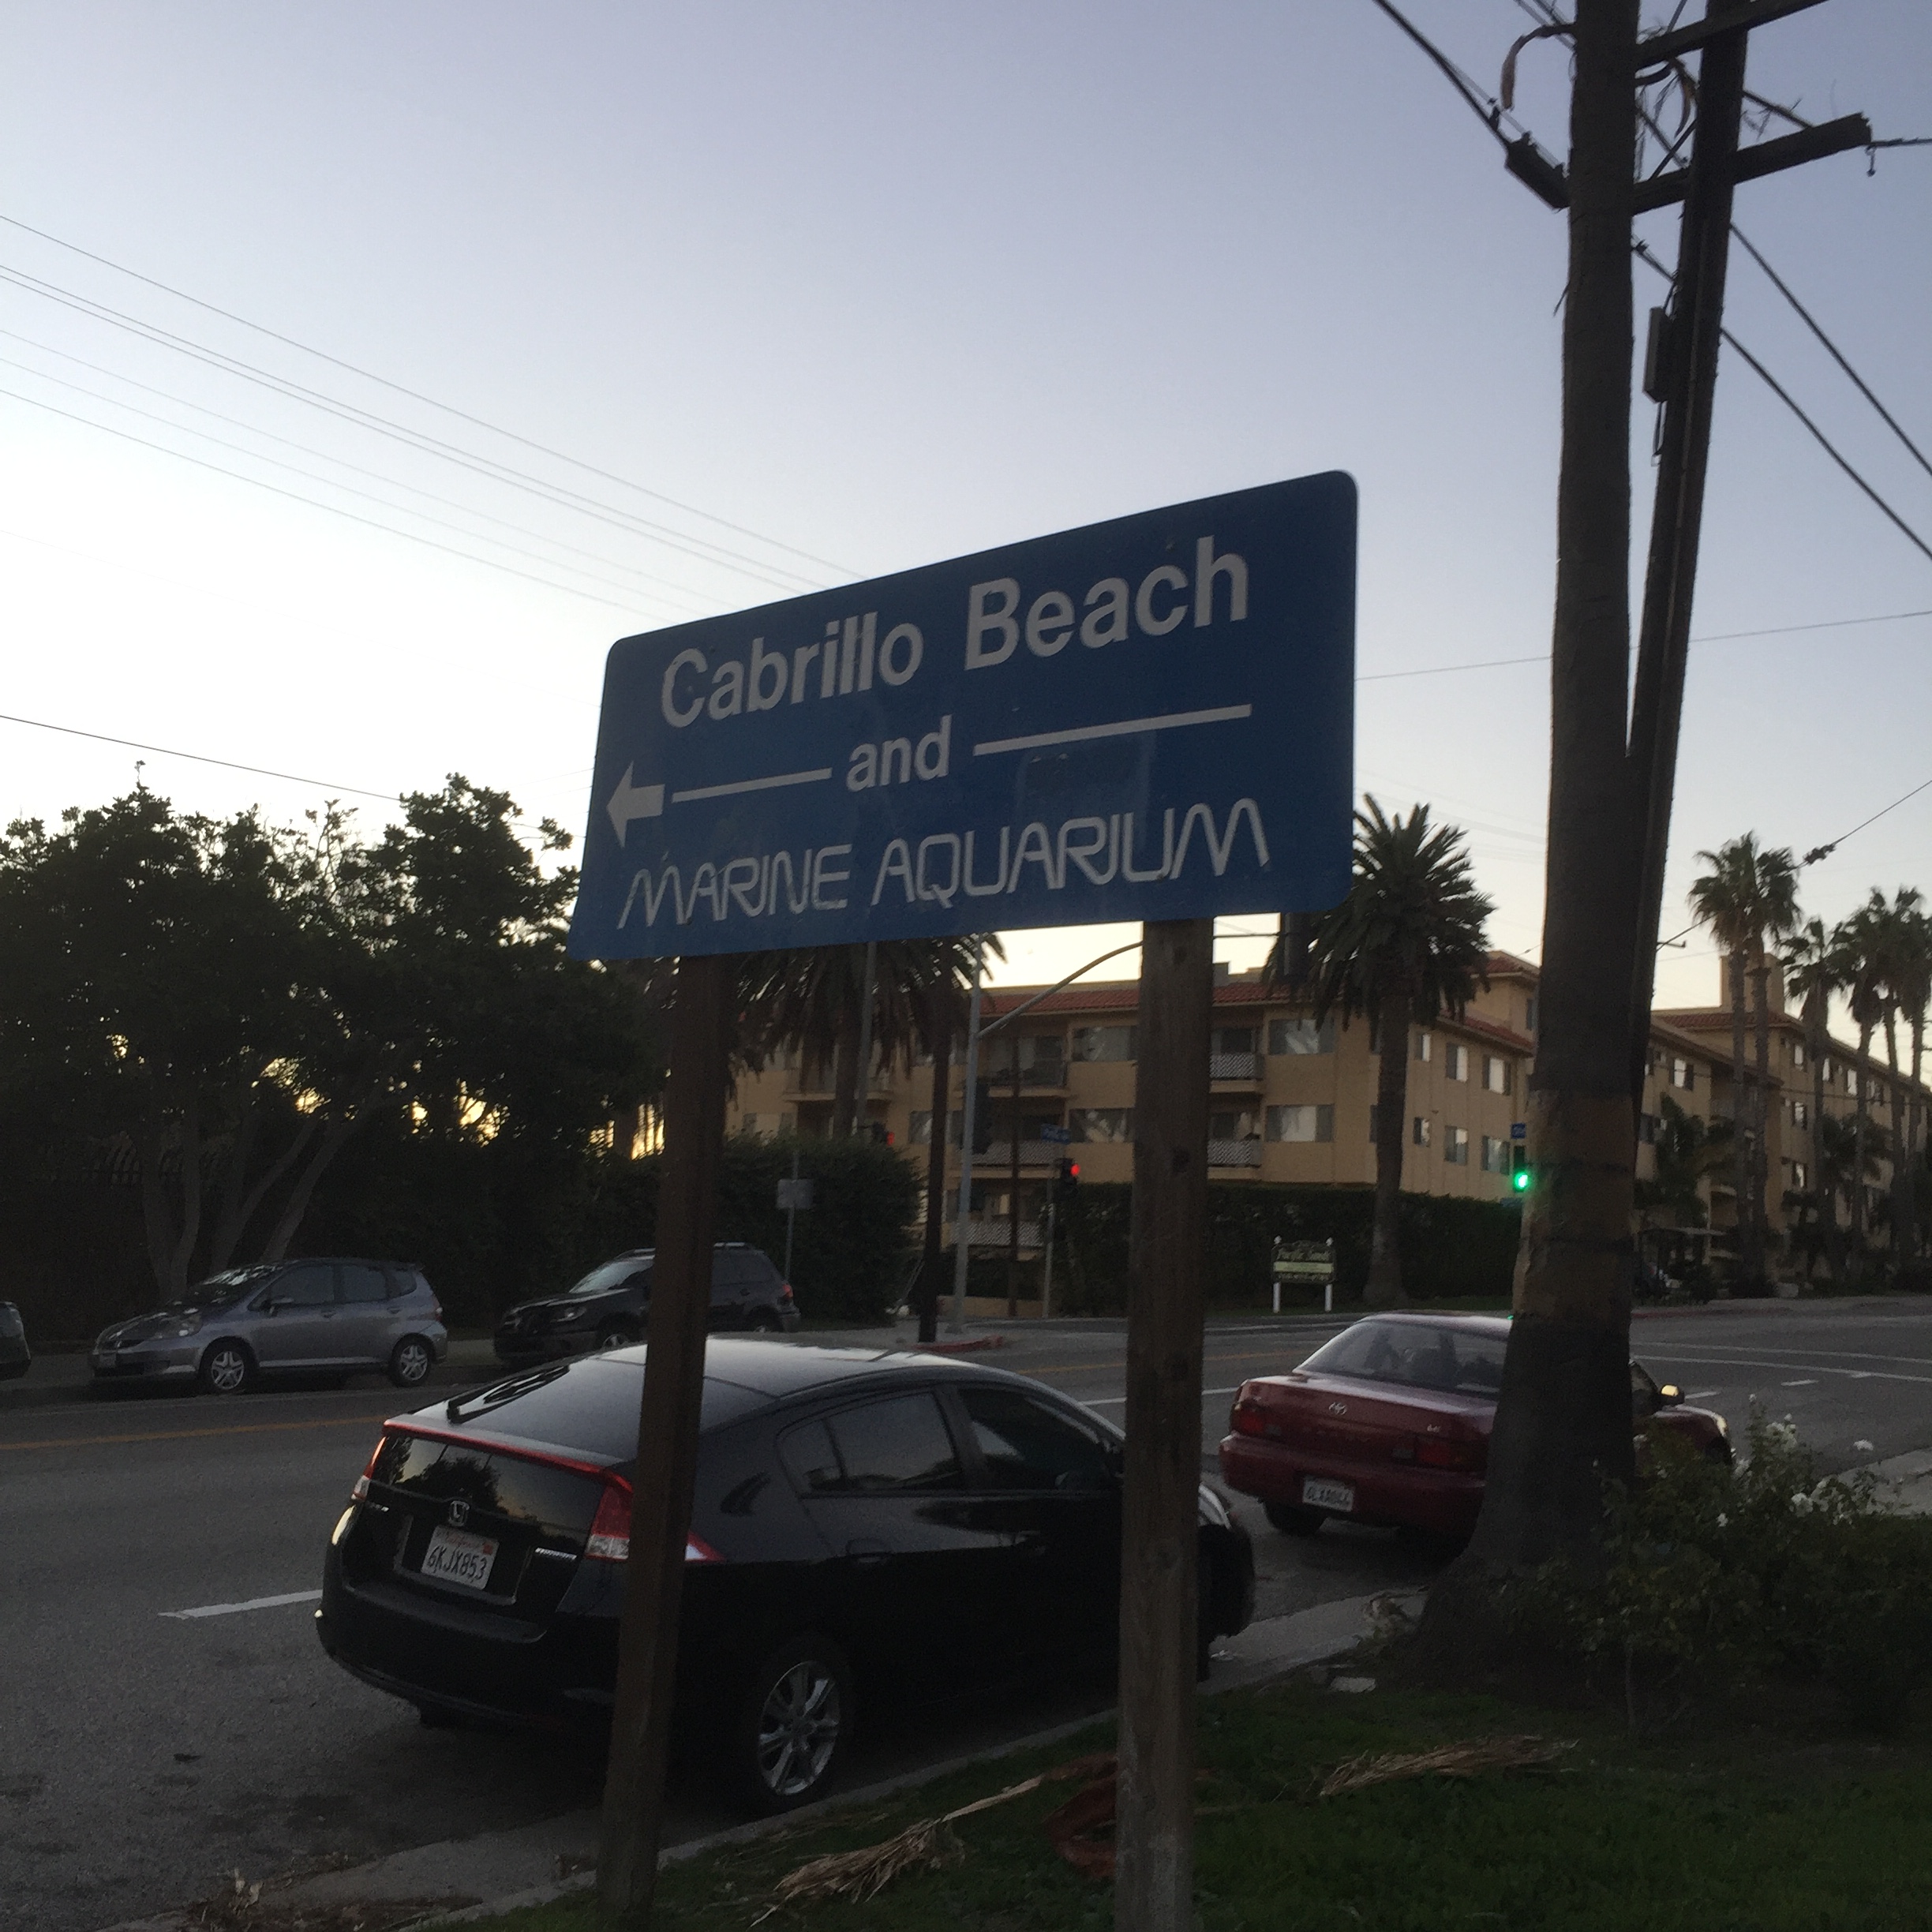 Cabrillo Beach
and
MARINE AQUARIUM
6KJX853